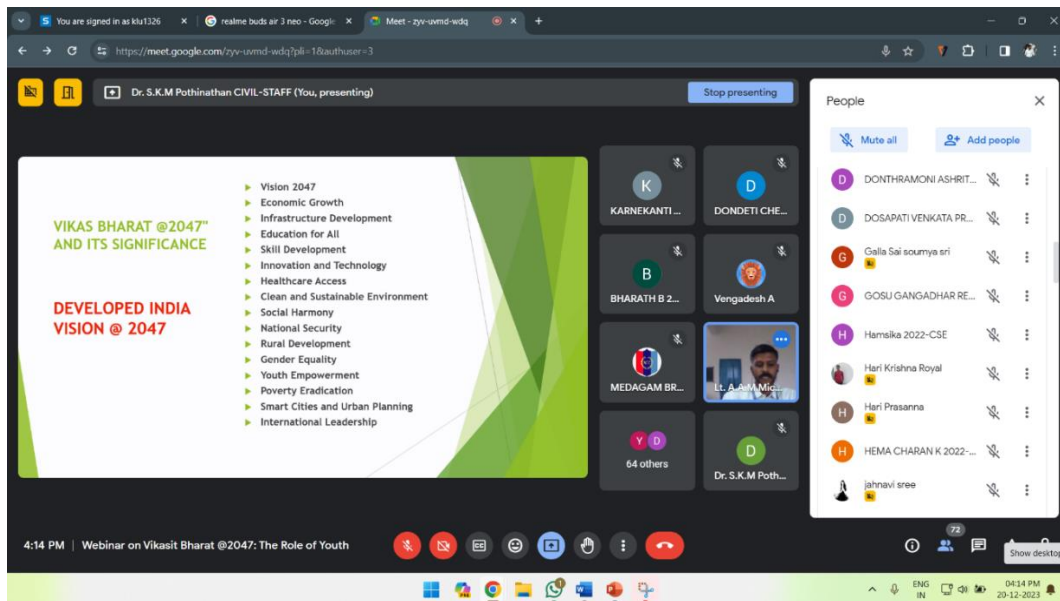 You are signed in as klu1326
realme buds air 3 neo - Google
Meet - zyv-uvmd-wdq
https://meet.google.com/zyv-uvmd-wdq?pli=1&authuser=3
Dr. S.K.M Pothinathan CIVIL-STAFF (You, presenting)
Stop presenting
VIKAS BHARAT @2047"
AND ITS SIGNIFICANCE
DEVELOPED INDIA
VISION @ 2047
Vision 2047
Economic Growth
Infrastructure Development
Education for All
Skill Development
Innovation and Technology
Healthcare Access
Clean and Sustainable Environment
Social Harmony
National Security
Rural Development
Gender Equality
Youth Empowerment
Poverty Eradication
Smart Cities and Urban Planning
International Leadership
K
KARNEKANTI ...
D
DONDETI CHE...
B
BHARATH B 2...
Vengadesh A
MEDAGAM BR...
Lt. A.A.M Mic...
Y D
64 others
D
Dr. S.K.M Poth...
People
Mute all
Add people
D DONTHRAMONI ASHRIT...
D DOSAPATI VENKATA PR...
G Galla Sai soumya sri
G GOSU GANGADHAR RE...
H Hamsika 2022-CSE
Hari Krishna Royal
H Hari Prasanna
H HEMA CHARAN K 2022-...
jahnavi sree
4:14 PM | Webinar on Vikasit Bharat @2047: The Role of Youth
CC
72
Show desktop
ENG
IN
04:14 PM
20-12-2023